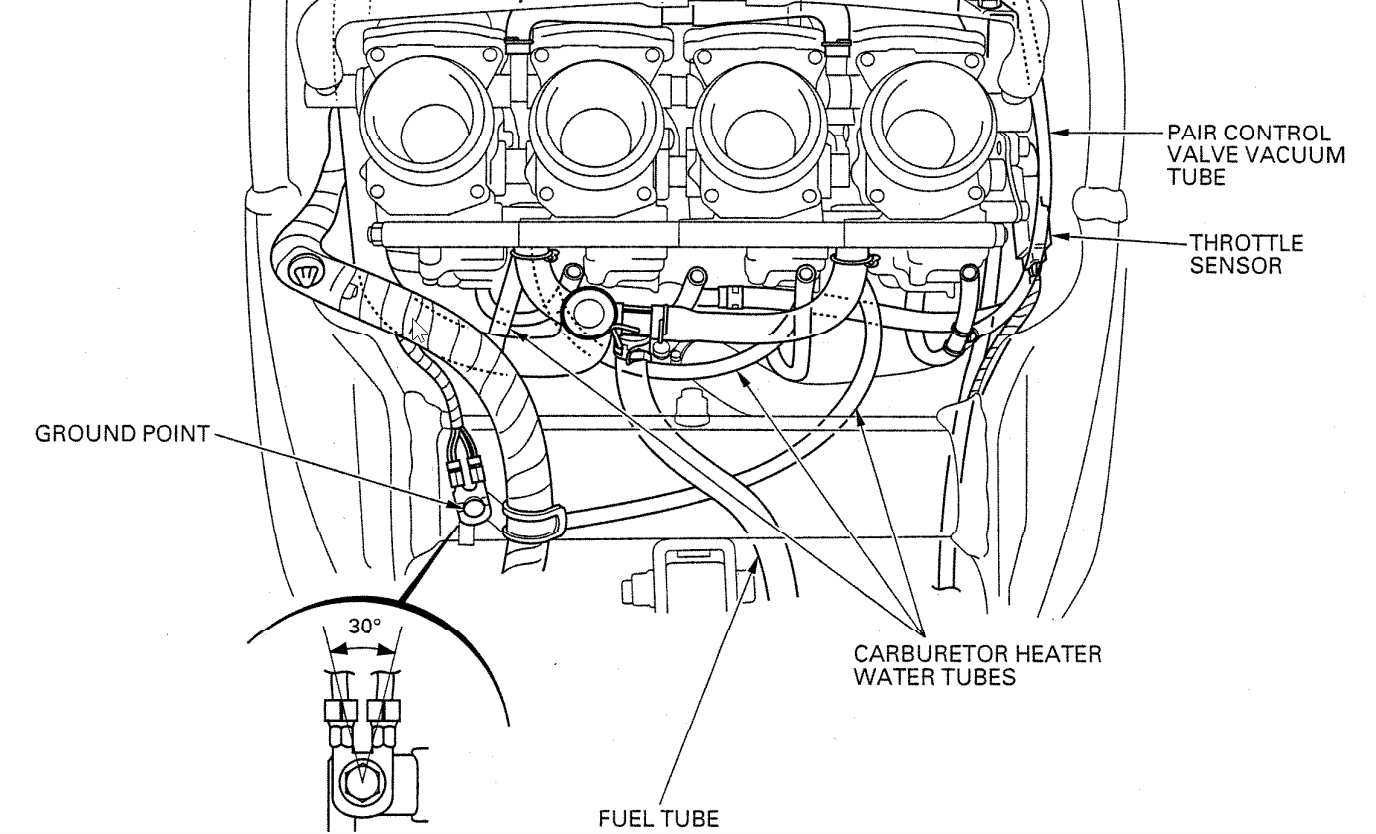 PAIR CONTROL
VALVE VACUUM
TUBE
THROTTLE
SENSOR
GROUND POINT
30°
CARBURETOR HEATER
WATER TUBES
FUEL TUBE